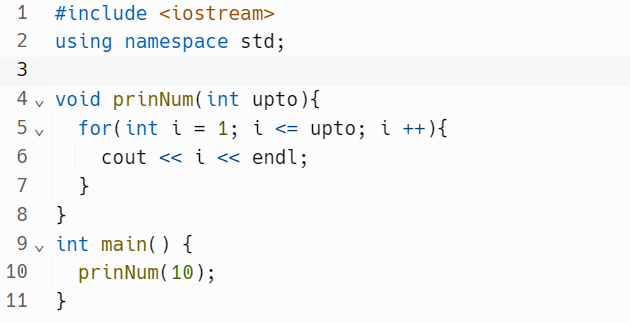 1 #include <iostream>
2 using namespace std;
3
4 void prinNum(int upto){
5   for(int i = 1; i <= upto; i ++){
6     cout << i << endl;
7   }
8 }
9 int main() {
10   prinNum(10);
11 }